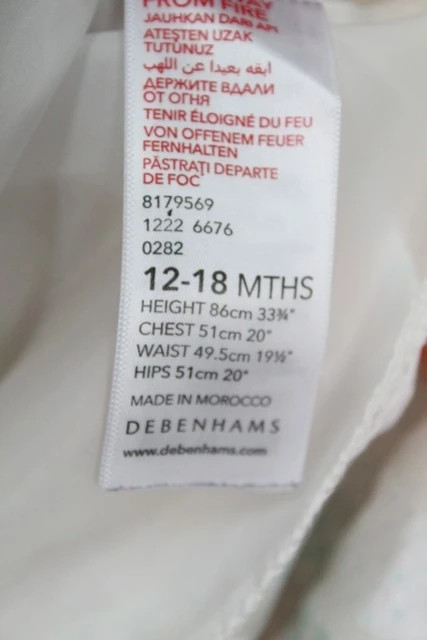 FROM FIRE
JAUHKAN DARI API
ATEŞTEN UZAK
TUTUNUZ
ابقه بعيدا عن اللهب
ДЕРЖИТЕ ВДАЛИ
ОТ ОГНЯ
TENIR ÉLOIGNÉ DU FEU
VON OFFENEM FEUER
FERNHALTEN
PĂSTRAŢI DEPARTE
DE FOC
8179569
1222 6676
0282
12-18 MTHS
HEIGHT 86cm 33¾"
CHEST 51cm 20"
WAIST 49.5cm 19½"
HIPS 51cm 20"
MADE IN MOROCCO
DEBENHAMS
www.debenhams.com